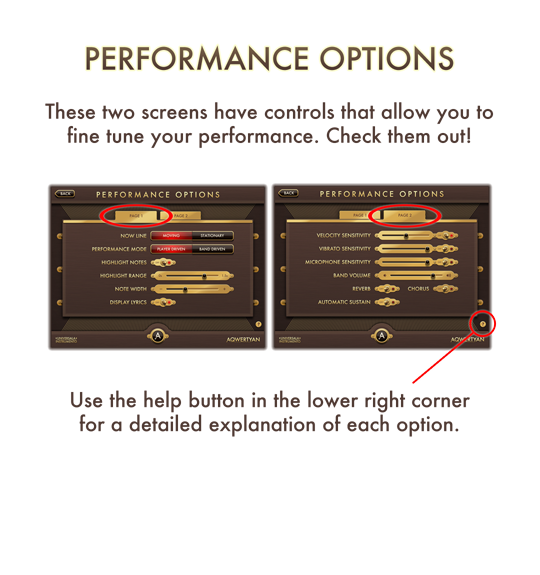 PERFORMANCE OPTIONS
These two screens have controls that allow you to
fine tune your performance. Check them out!
BACK
PERFORMANCE OPTIONS
PAGE 1
PAGE 2
NOW LINE
MOVING
STATIONARY
PERFORMANCE MODE
PLAYER DRIVEN
BAND DRIVEN
HIGHLIGHT NOTES
HIGHLIGHT RANGE
NOTE WIDTH
DISPLAY LYRICS
A
AQWERTYAN
BACK
PERFORMANCE OPTIONS
PAGE 1
PAGE 2
VELOCITY SENSITIVITY
VIBRATO SENSITIVITY
MICROPHONE SENSITIVITY
BAND VOLUME
REVERB
CHORUS
AUTOMATIC SUSTAIN
A
AQWERTYAN
Use the help button in the lower right corner
for a detailed explanation of each option.